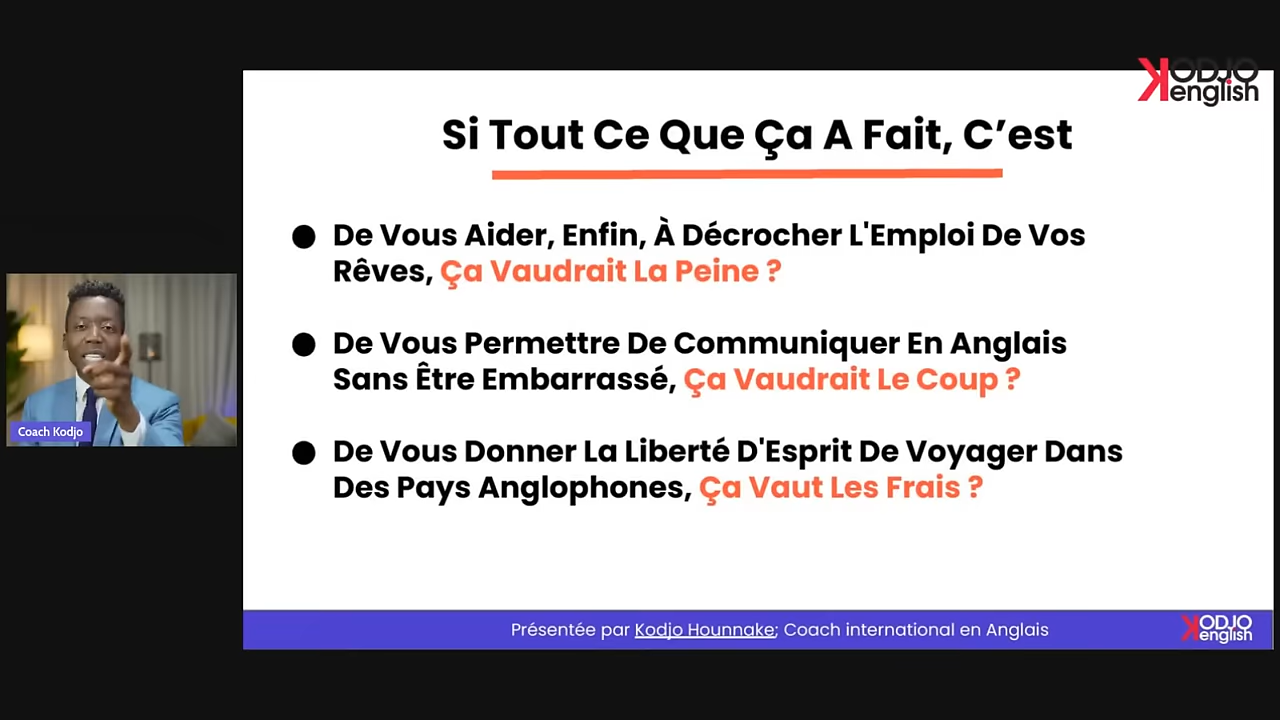 KODJO
english
Si Tout Ce Que Ça A Fait, C’est
De Vous Aider, Enfin, À Décrocher L'Emploi De Vos
Rêves, Ça Vaudrait La Peine ?
De Vous Permettre De Communiquer En Anglais
Sans Être Embarrassé, Ça Vaudrait Le Coup ?
De Vous Donner La Liberté D'Esprit De Voyager Dans
Des Pays Anglophones, Ça Vaut Les Frais ?
Coach Kodjo
Présentée par Kodjo Hounnake; Coach international en Anglais
KODJO
english